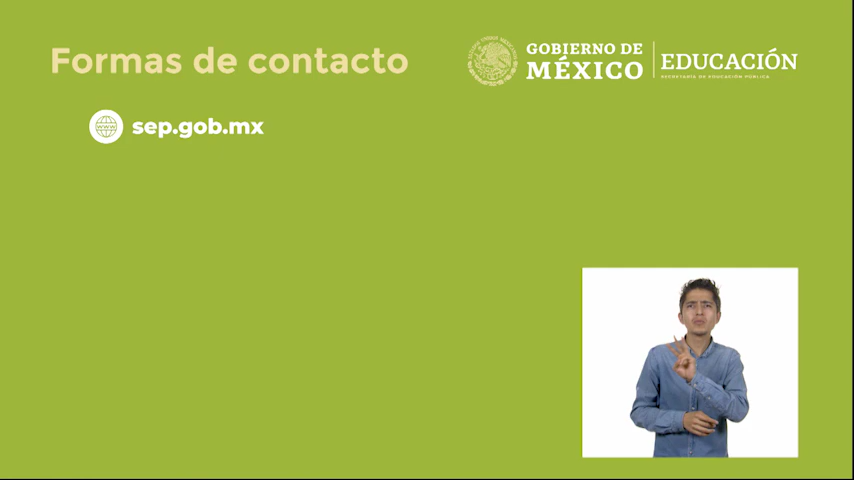 Formas de contacto
GOBIERNO DE
MÉXICO
EDUCACIÓN
SECRETARÍA DE EDUCACIÓN PÚBLICA
www
sep.gob.mx